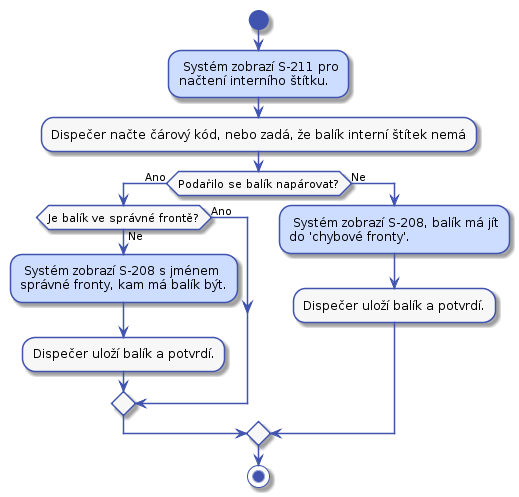 Systém zobrazí S-211 pro
načtení interního štítku.
Dispečer načte čárový kód, nebo zadá, že balík interní štítek nemá
Ano
Podařilo se balík napárovat?
Ne
Je balík ve správné frontě?
Ano
Ne
Systém zobrazí S-208 s jménem
správné fronty, kam má balík být.
Dispečer uloží balík a potvrdí.
Systém zobrazí S-208, balík má jít
do 'chybové fronty'.
Dispečer uloží balík a potvrdí.